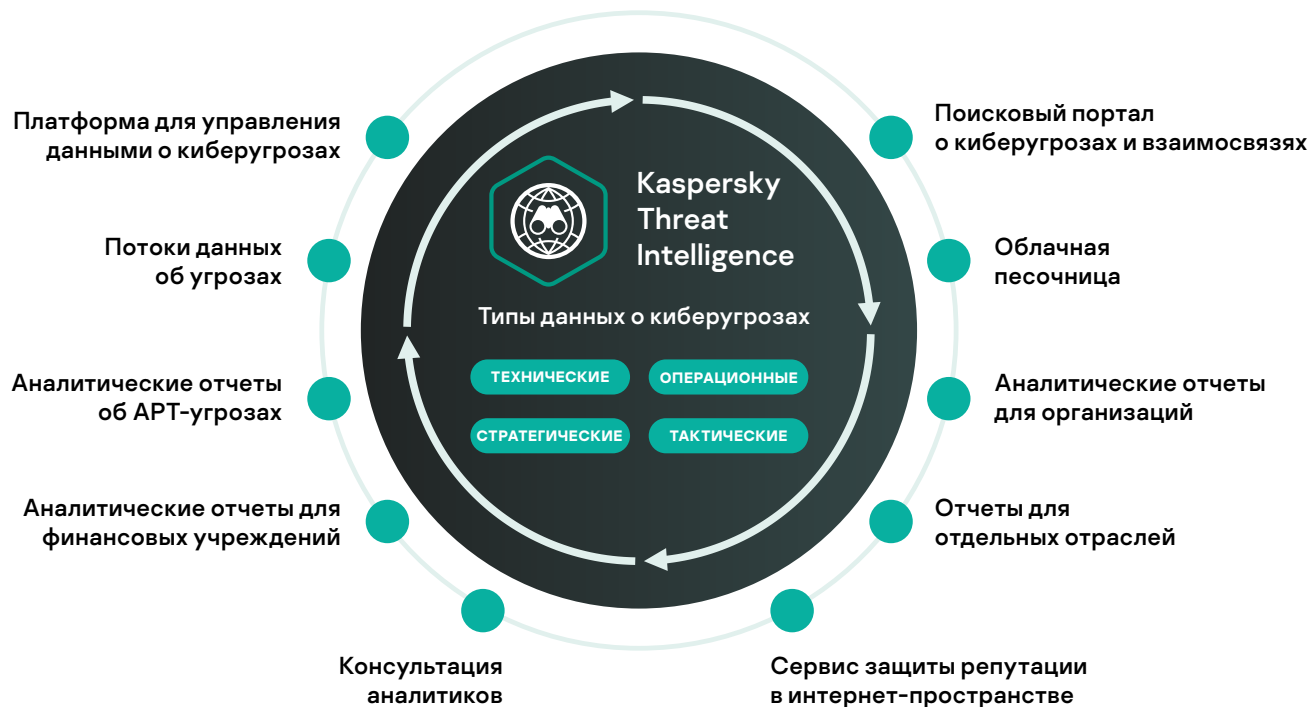 Платформа для управления
данными о киберугрозах
Поисковый портал
о киберугрозах и взаимосвязях
Kaspersky
Threat
Intelligence
Потоки данных
об угрозах
Облачная
песочница
Типы данных о киберугрозах
ТЕХНИЧЕСКИЕ
ОПЕРАЦИОННЫЕ
СТРАТЕГИЧЕСКИЕ
ТАКТИЧЕСКИЕ
Аналитические отчеты
об APT-угрозах
Аналитические отчеты
для организаций
Аналитические отчеты для
финансовых учреждений
Отчеты для
отдельных отраслей
Консультация
аналитиков
Сервис защиты репутации
в интернет-пространстве